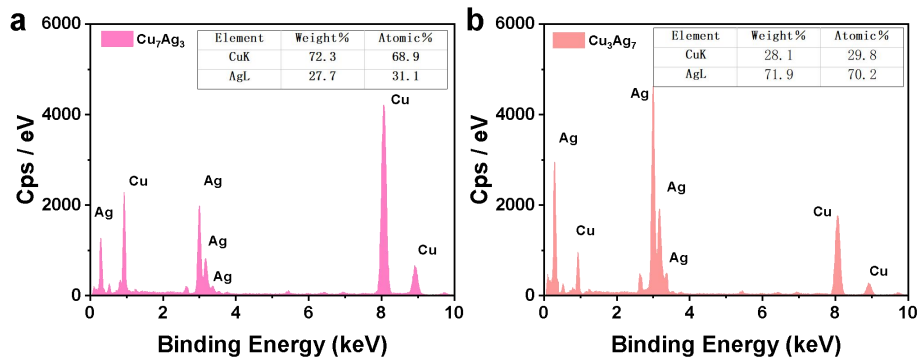 a
Cu₇Ag₃
Element Weight% Atomic%
CuK 72.3 68.9
AgL 27.7 31.1
Ag
Cu
Ag
Ag
Ag
Cu
Cu
Cps / eV
0
2000
4000
6000
0 2 4 6 8 10
Binding Energy (keV)
b
Cu₃Ag₇
Element Weight% Atomic%
CuK 28.1 29.8
AgL 71.9 70.2
Ag
Cu
Ag
Ag
Ag
Cu
Cu
Cps / eV
0
2000
4000
6000
0 2 4 6 8 10
Binding Energy (keV)